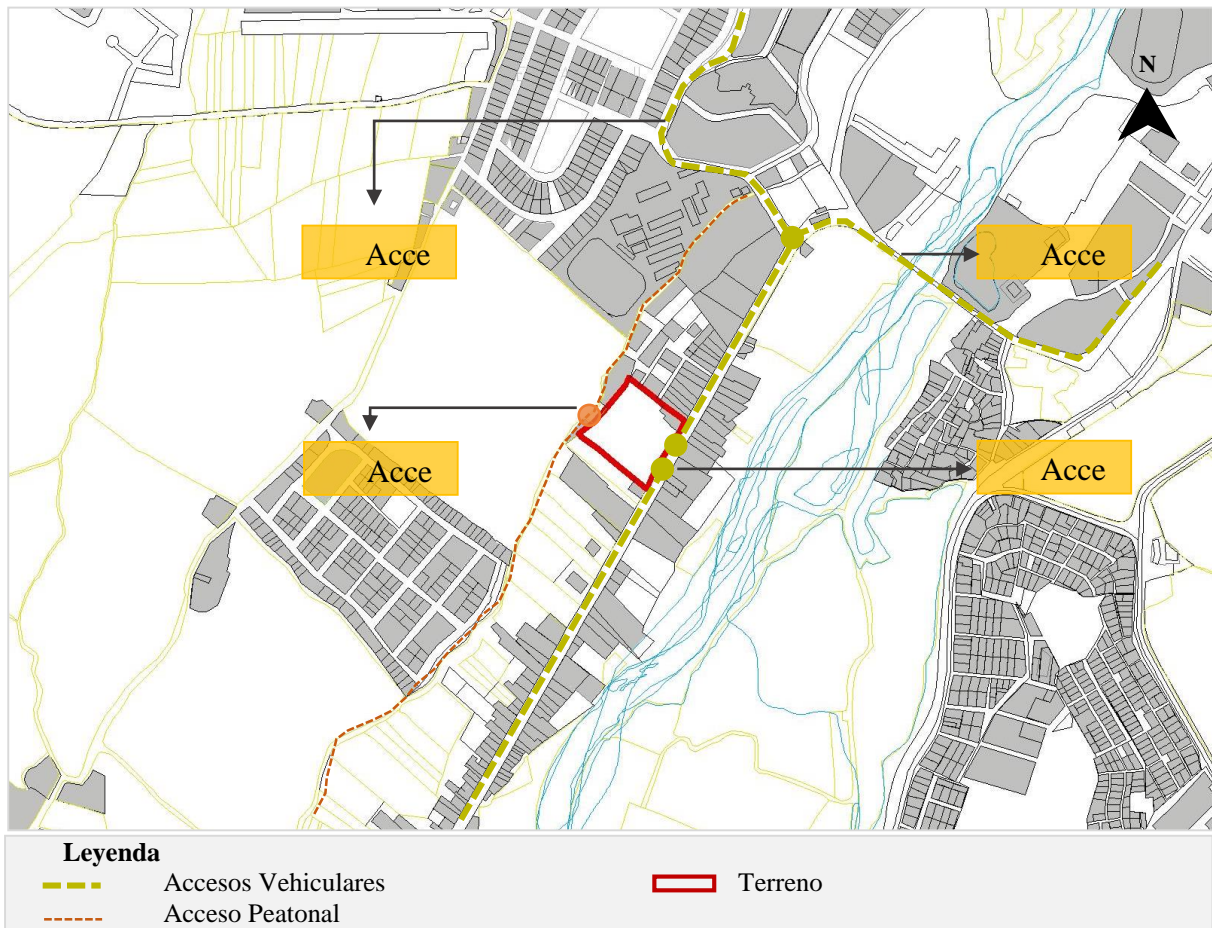 N
Acce
Acce
Acce
Acce
Leyenda
Accesos Vehiculares
Terreno
Acceso Peatonal